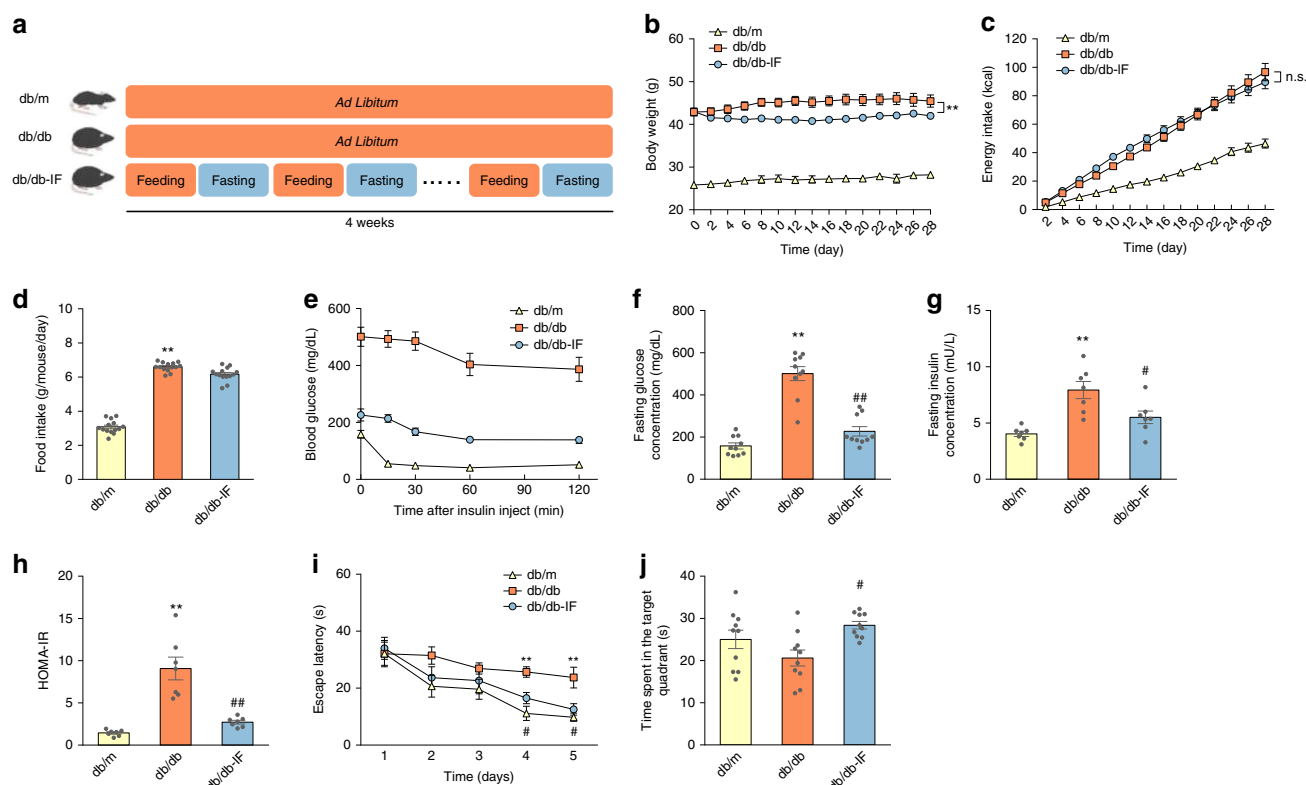 a
db/m
Ad Libitum
db/db
Ad Libitum
db/db-IF
Feeding Fasting Feeding Fasting ..... Feeding Fasting
4 weeks
b
db/m
db/db
db/db-IF
Body weight (g)
60
50
40
30
20
**
0 2 4 6 8 10 12 14 16 18 20 22 24 26 28
Time (day)
c
db/m
db/db
db/db-IF
Energy intake (kcal)
120
100
80
60
40
20
0
n.s.
2 4 6 8 10 12 14 16 18 20 22 24 26 28
Time (day)
d
Food intake (g/mouse/day)
10
8
6
4
2
0
**
db/m db/db db/db-IF
e
db/m
db/db
db/db-IF
Blood glucose (mg/dL)
600
400
200
0
0 30 60 90 120
Time after insulin inject (min)
f
Fasting glucose
concentration (mg/dL)
800
600
400
200
0
**
##
db/m db/db db/db-IF
g
Fasting insulin
concentration (mU/L)
15
10
5
0
**
#
db/m db/db db/db-IF
h
HOMA-IR
20
15
10
5
0
**
##
db/m db/db db/db-IF
i
db/m
db/db
db/db-IF
Escape latency (s)
60
40
20
0
** **
# #
1 2 3 4 5
Time (days)
j
Time spent in the target
quadrant (s)
40
30
20
10
0
#
db/m db/db db/db-IF